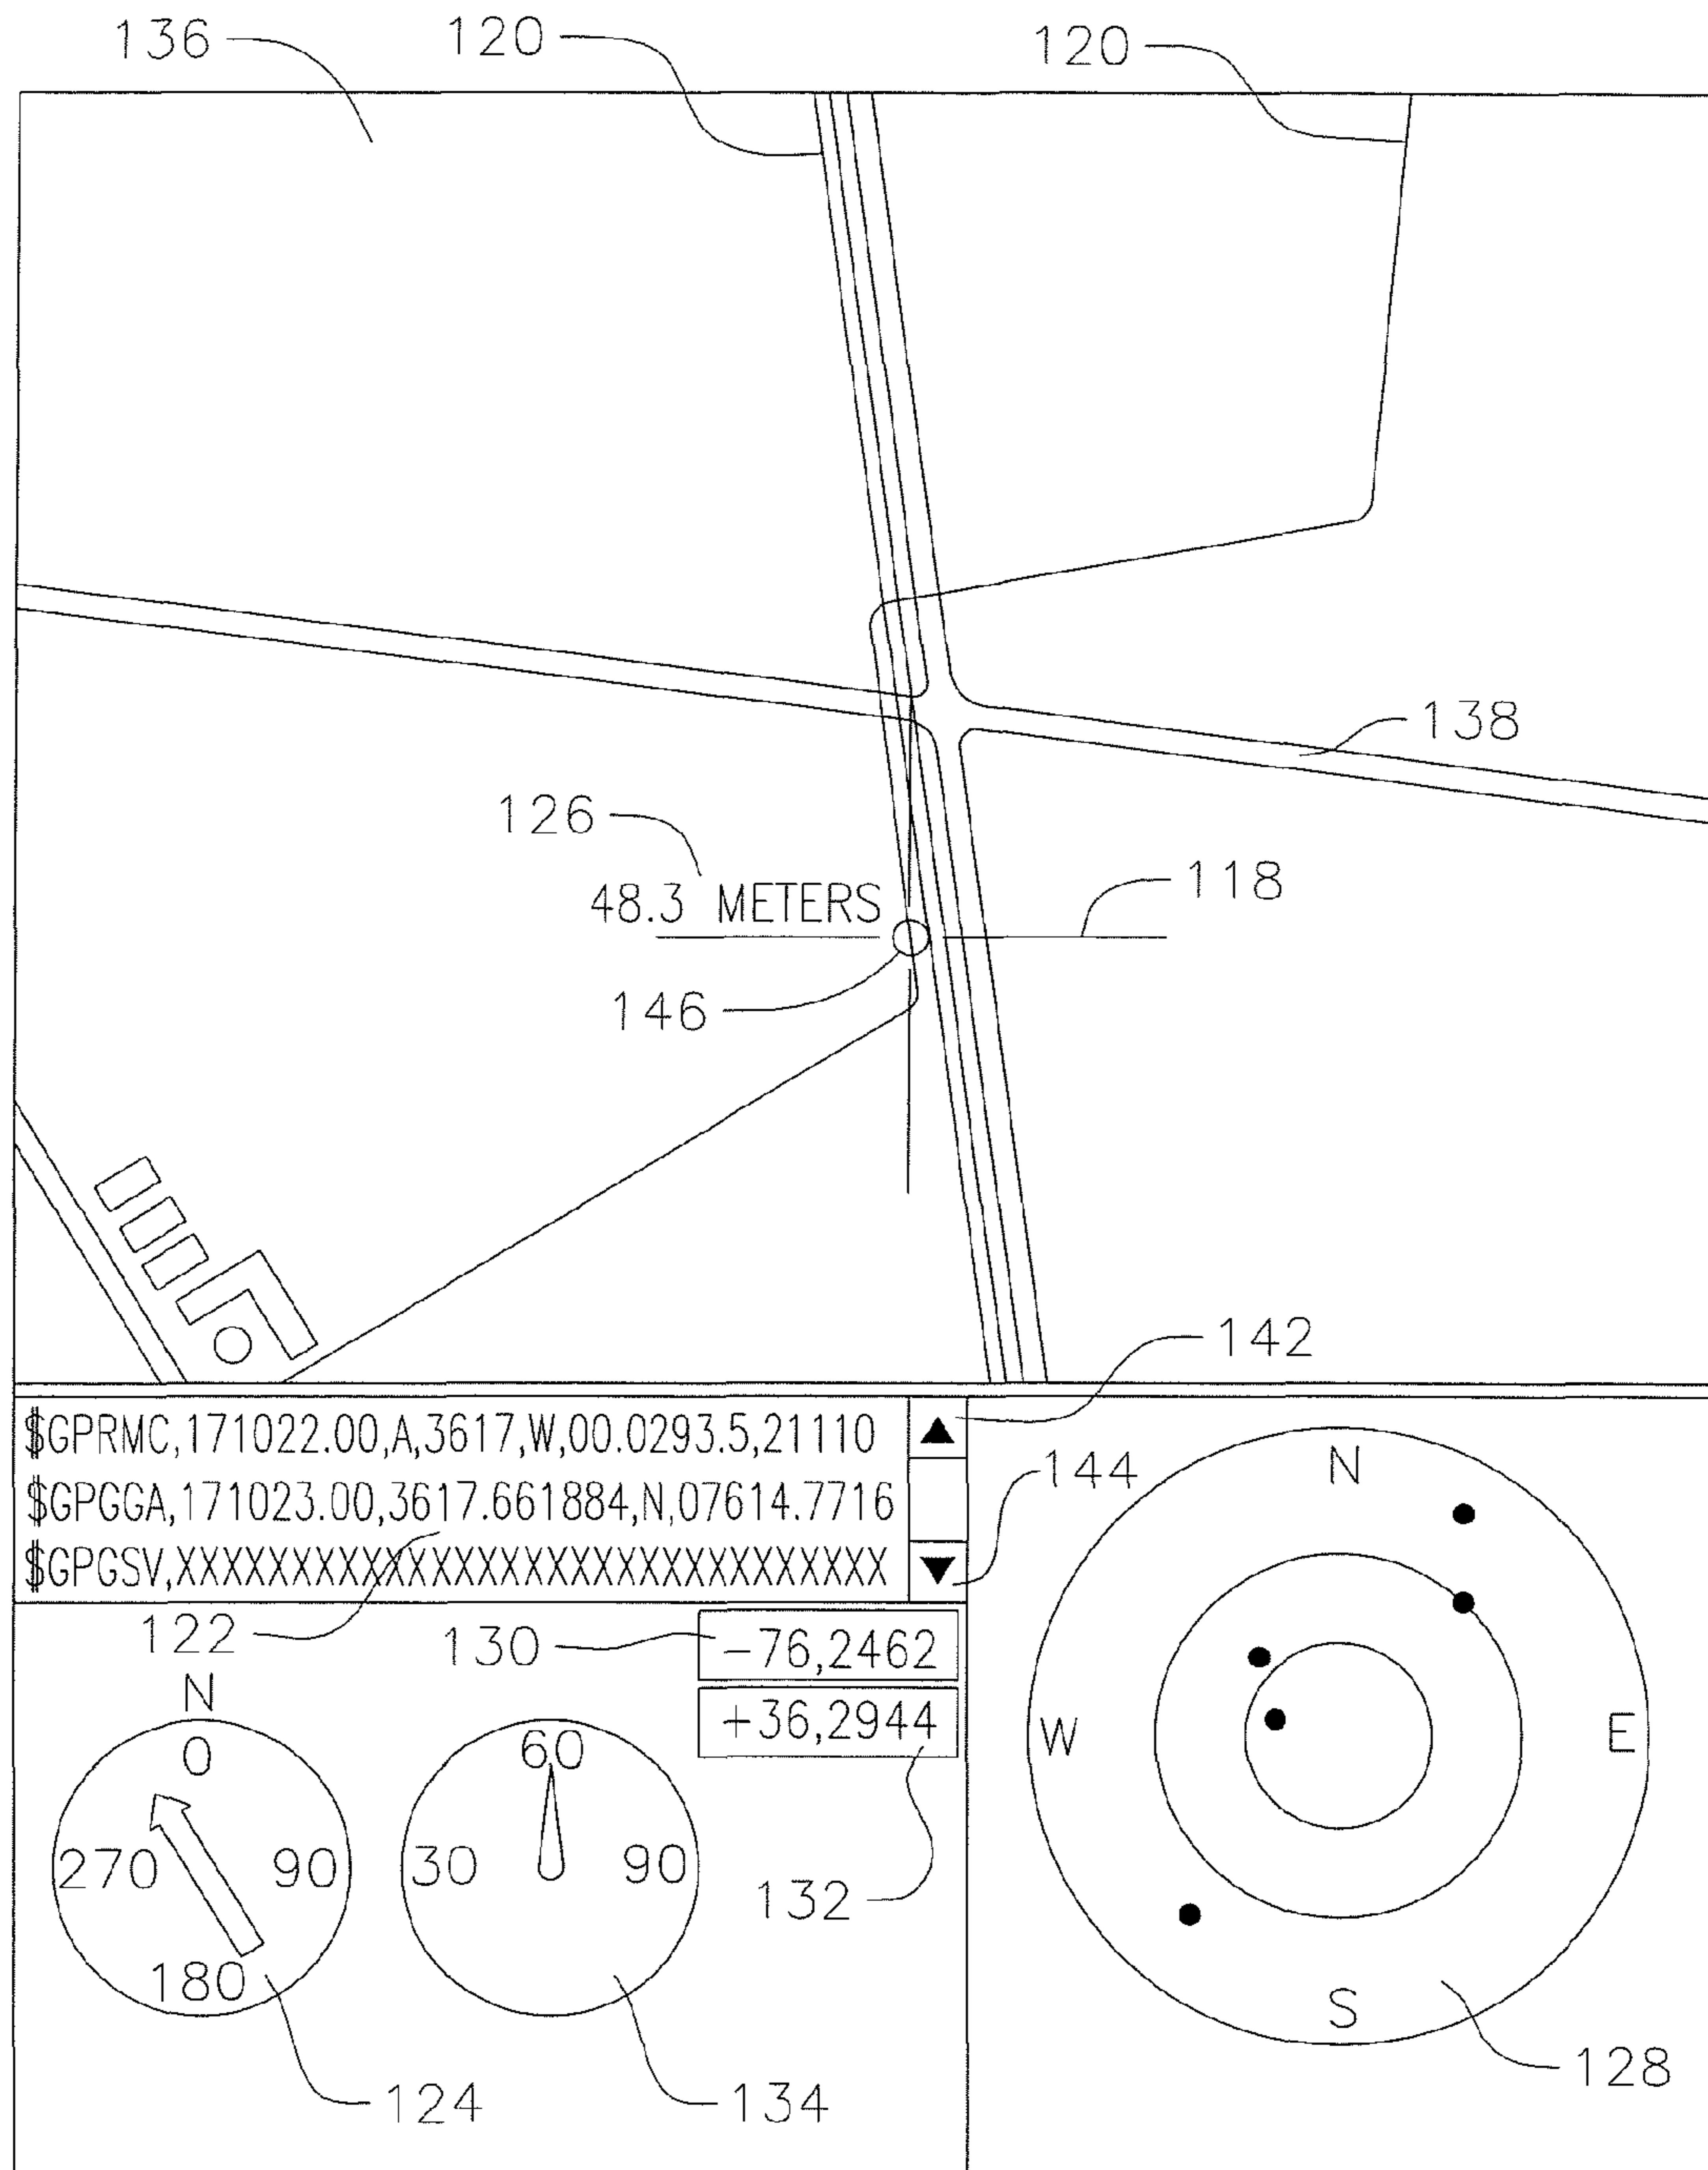 136
120
120
138
126
48.3 METERS
118
146
142
$GPRMC,171022.00,A,3617,W,00.0293.5,21110
144
$GPGGA,171023.00,3617.661884,N,07614.7716
$GPGSV,XXXXXXXXXXXXXXXXXXXXXXXXXXXXXXX
122
130
-76,2462
+36,2944
132
N
0
270
90
180
124
60
30
90
134
N
W
E
S
128